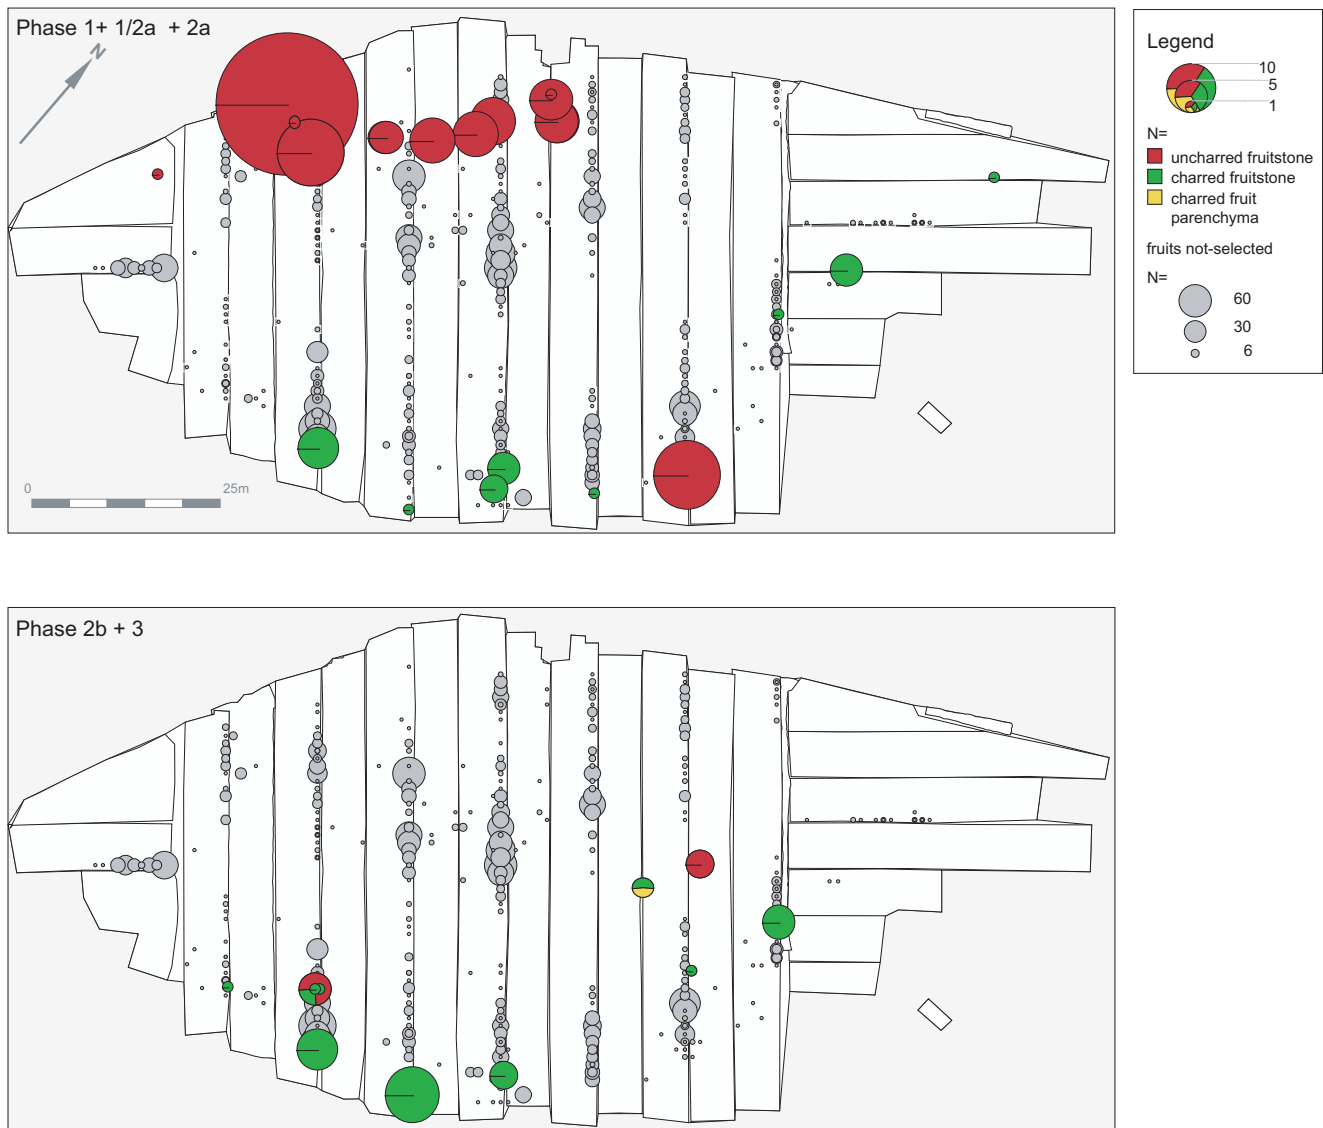 Phase 1+ 1/2a + 2a
N
0 25m
Legend
10
5
1
N=
uncharred fruitstone
charred fruitstone
charred fruit
parenchyma
fruits not-selected
N=
60
30
6
Phase 2b + 3